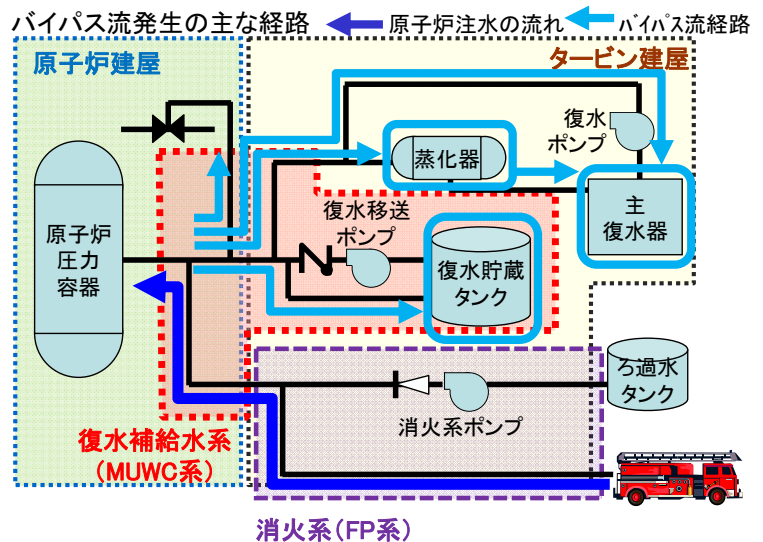 バイパス流発生の主な経路
原子炉注水の流れ
バイパス流経路
原子炉建屋
タービン建屋
復水
ポンプ
蒸化器
主
復水器
原子炉
圧力
容器
復水移送
ポンプ
復水貯蔵
タンク
ろ過水
タンク
消火系ポンプ
復水補給水系
(MUWC系)
消火系(FP系)